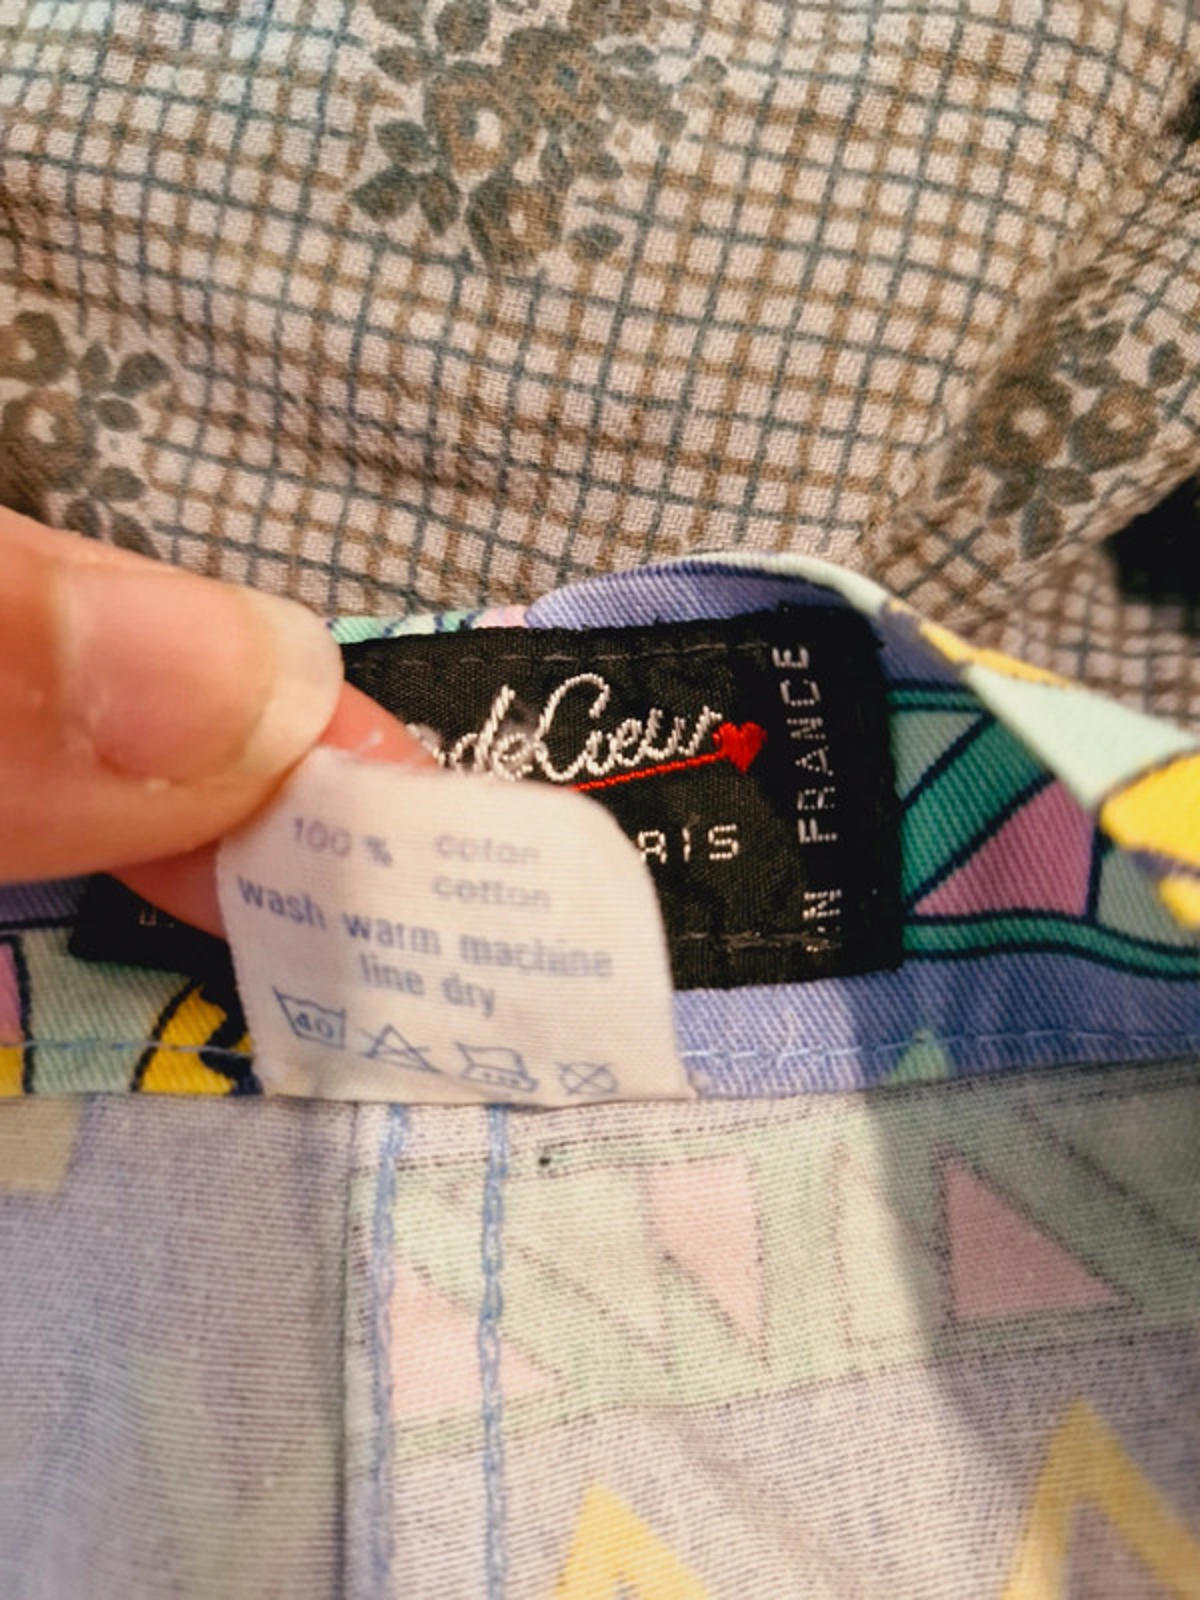 deCoeur
RIS
IN FRANCE
100 % coton
cotton
wash warm machine
line dry
40